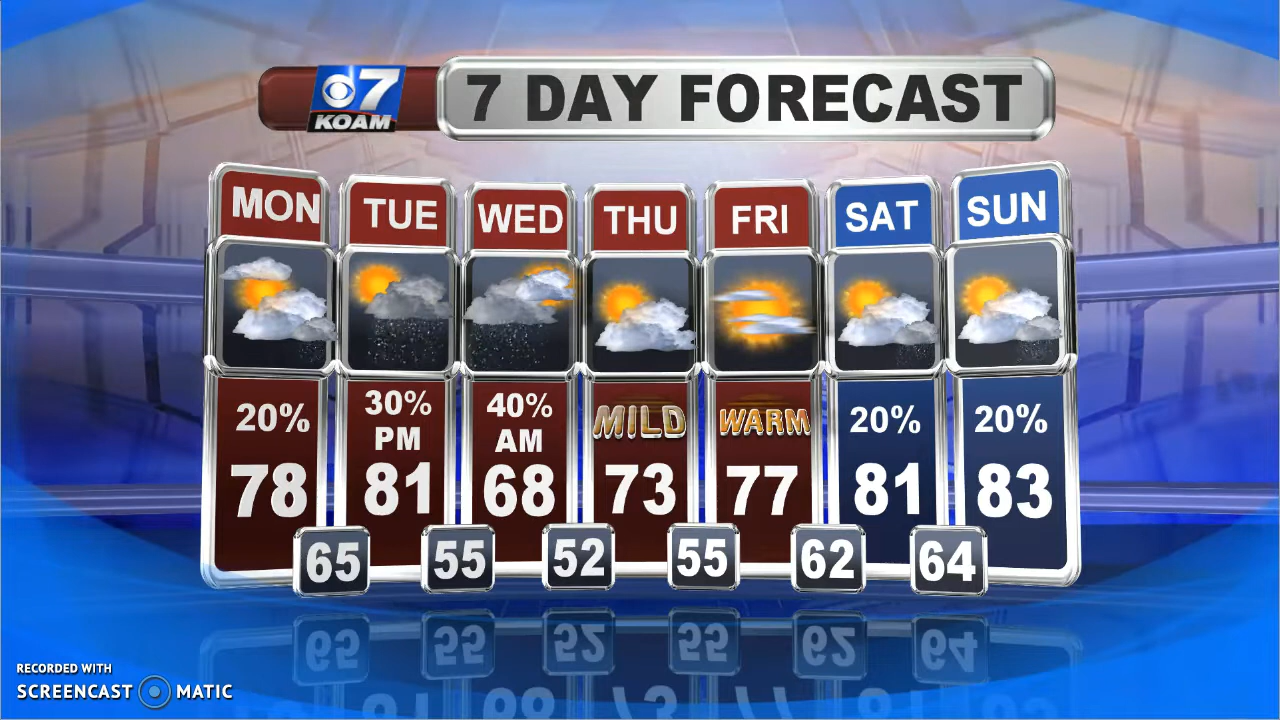 7
KOAM
7 DAY FORECAST
MON TUE WED THU FRI SAT SUN
20% 30% PM 40% AM MILD WARM 20% 20%
78 81 68 73 77 81 83
65 55 52 55 62 64
RECORDED WITH
SCREENCAST MATIC